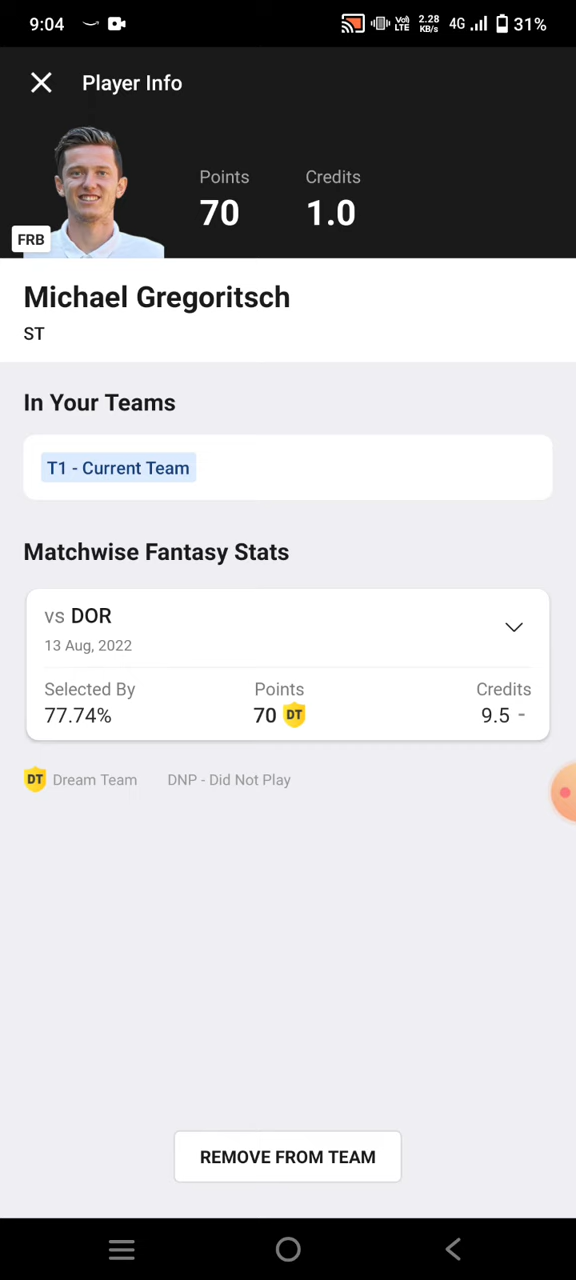 9:04 Vo) LTE 2.28 KB/s 4G 31%
Player Info
Points Credits
70 1.0
FRB
Michael Gregoritsch
ST
In Your Teams
T1 - Current Team
Matchwise Fantasy Stats
vs DOR
13 Aug, 2022
Selected By Points Credits
77.74% 70 DT 9.5 -
DT Dream Team DNP - Did Not Play
REMOVE FROM TEAM